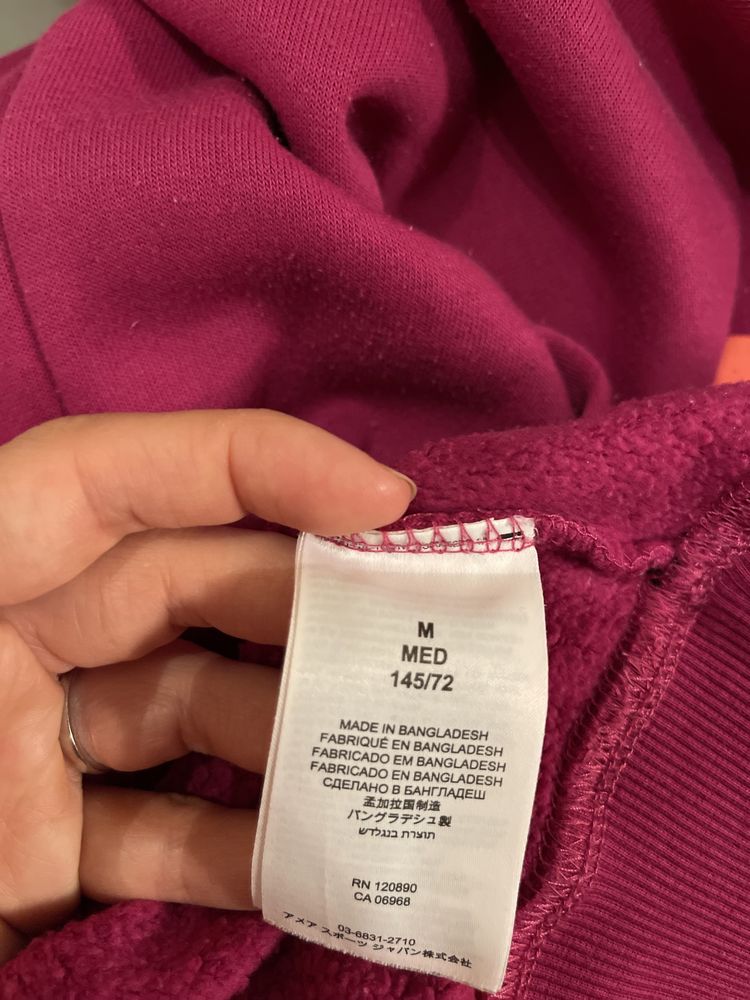 M
MED
145/72
MADE IN BANGLADESH
FABRIQUÉ EN BANGLADESH
FABRICADO EM BANGLADESH
FABRICADO EN BANGLADESH
СДЕЛАНО В БАНГЛАДЕШ
孟加拉国制造
バングラデシュ製
תוצרת בנגלדש
RN 120890
CA 06968
03-6831-2710
アメア スポーツ ジャパン株式会社